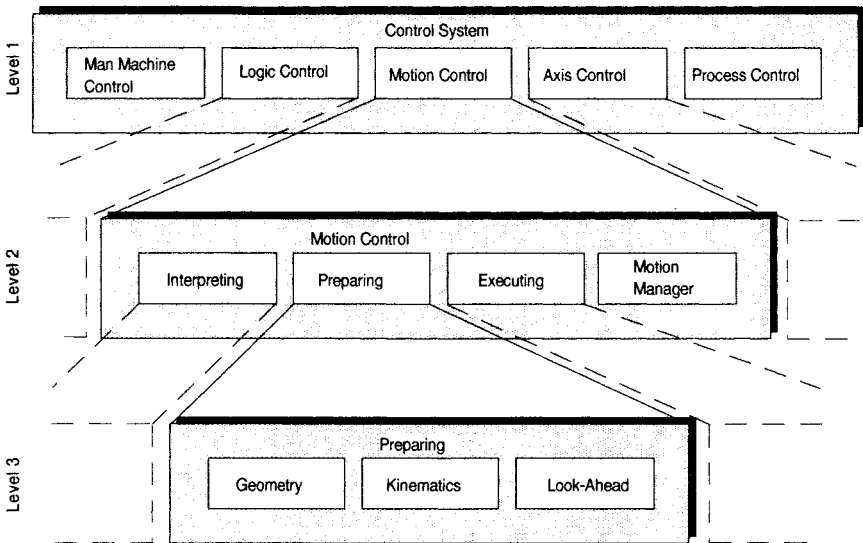 Level 1
Control System
Man Machine
Control
Logic Control
Motion Control
Axis Control
Process Control
Level 2
Motion Control
Interpreting
Preparing
Executing
Motion
Manager
Level 3
Preparing
Geometry
Kinematics
Look-Ahead